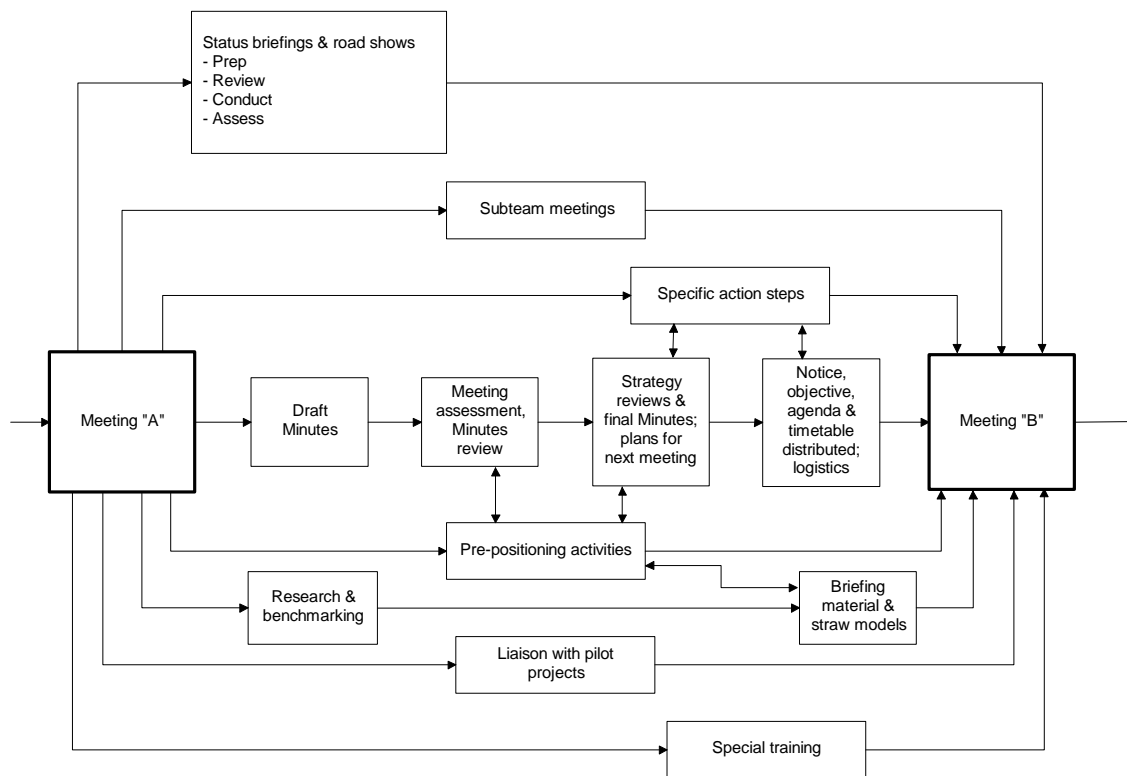 Status briefings & road shows
- Prep
- Review
- Conduct
- Assess
Subteam meetings
Specific action steps
Meeting "A"
Draft
Minutes
Meeting
assessment,
Minutes
review
Strategy
reviews &
final Minutes;
plans for
next meeting
Notice,
objective,
agenda &
timetable
distributed;
logistics
Meeting "B"
Pre-positioning activities
Research &
benchmarking
Briefing
material &
straw models
Liaison with pilot
projects
Special training